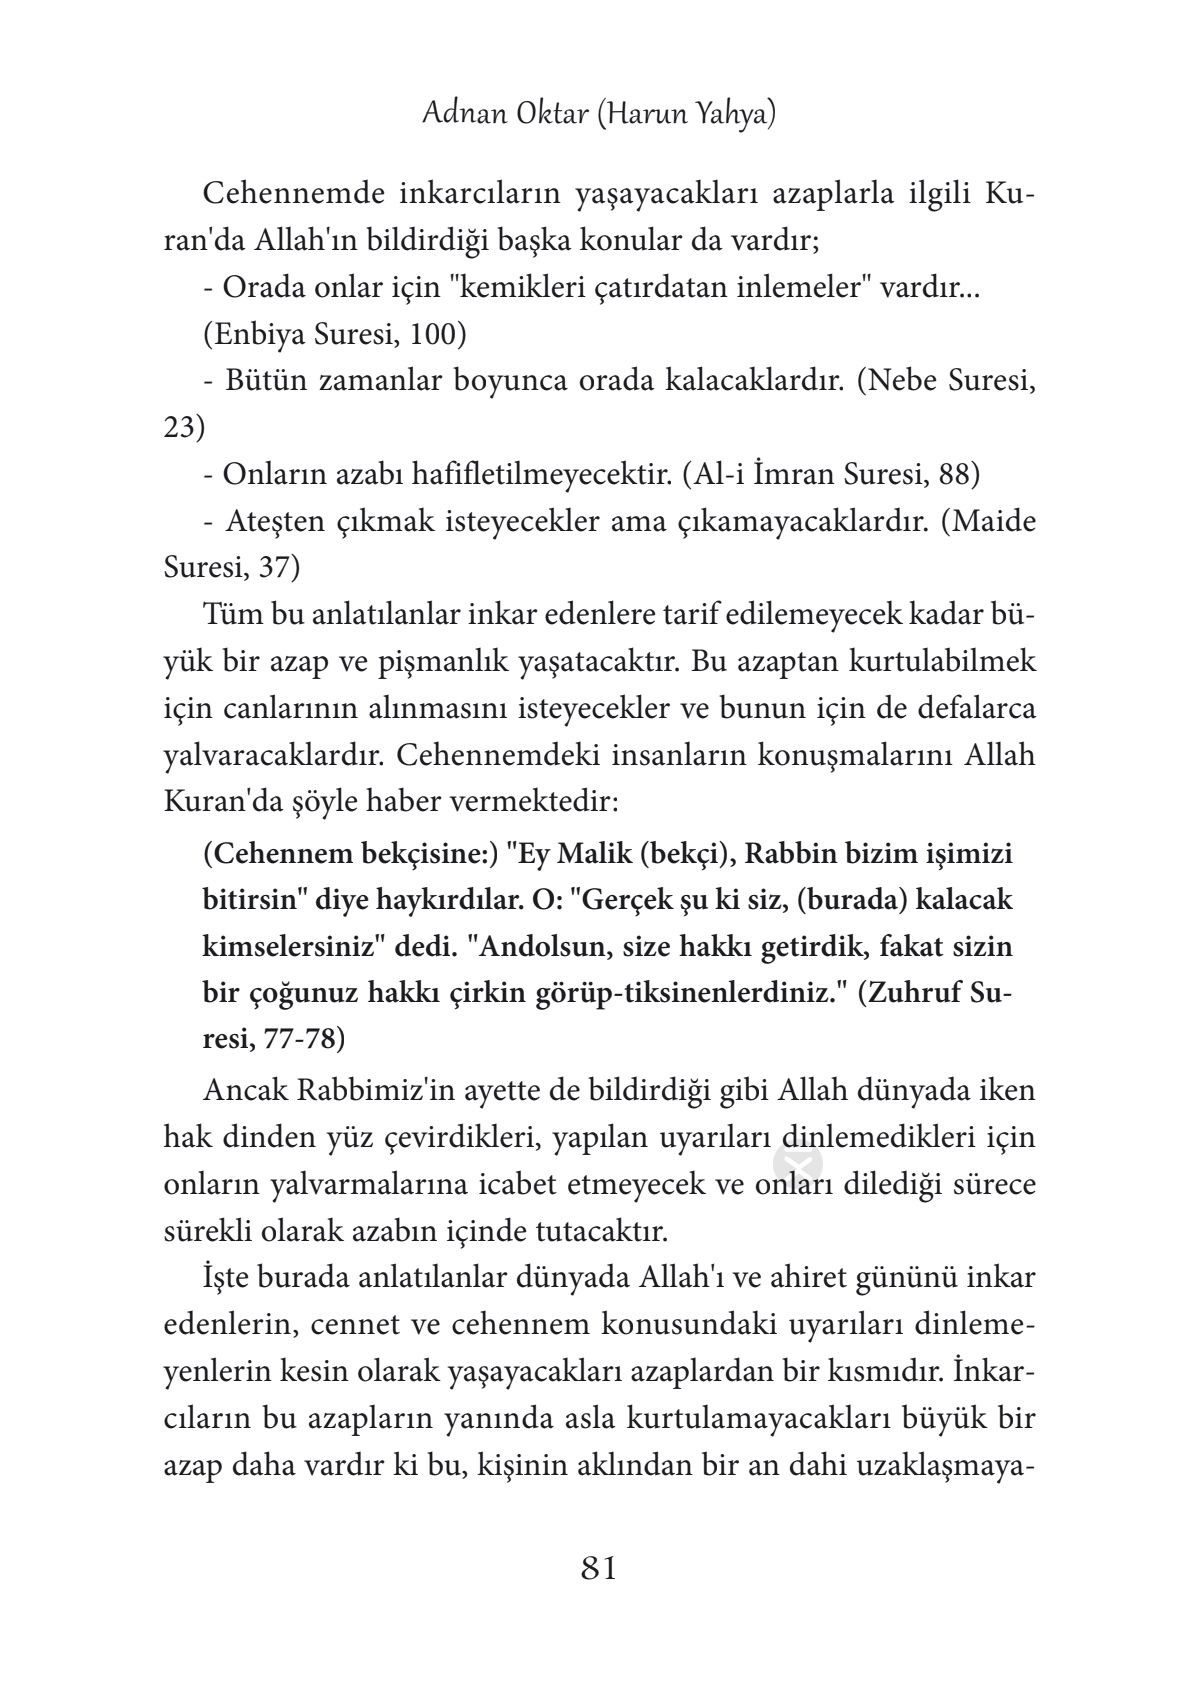 Adnan Oktar (Harun Yahya)
Cehennemde inkarcıların yaşayacakları azaplarla ilgili Ku-
ran'da Allah'ın bildirdiği başka konular da vardır;
- Orada onlar için "kemikleri çatırdatan inlemeler" vardır...
(Enbiya Suresi, 100)
- Bütün zamanlar boyunca orada kalacaklardır. (Nebe Suresi,
23)
- Onların azabı hafifletilmeyecektir. (Al-i İmran Suresi, 88)
- Ateşten çıkmak isteyecekler ama çıkamayacaklardır. (Maide
Suresi, 37)
Tüm bu anlatılanlar inkar edenlere tarif edilemeyecek kadar bü-
yük bir azap ve pişmanlık yaşatacaktır. Bu azaptan kurtulabilmek
için canlarının alınmasını isteyecekler ve bunun için de defalarca
yalvaracaklardır. Cehennemdeki insanların konuşmalarını Allah
Kuran'da şöyle haber vermektedir:
(Cehennem bekçisine:) "Ey Malik (bekçi), Rabbin bizim işimizi
bitirsin" diye haykırdılar. O: "Gerçek şu ki siz, (burada) kalacak
kimselersiniz" dedi. "Andolsun, size hakkı getirdik, fakat sizin
bir çoğunuz hakkı çirkin görüp-tiksinenlerdiniz." (Zuhruf Su-
resi, 77-78)
Ancak Rabbimiz'in ayette de bildirdiği gibi Allah dünyada iken
hak dinden yüz çevirdikleri, yapılan uyarıları dinlemedikleri için
onların yalvarmalarına icabet etmeyecek ve onları dilediği sürece
sürekli olarak azabın içinde tutacaktır.
İşte burada anlatılanlar dünyada Allah'ı ve ahiret gününü inkar
edenlerin, cennet ve cehennem konusundaki uyarıları dinleme-
yenlerin kesin olarak yaşayacakları azaplardan bir kısmıdır. İnkar-
cıların bu azapların yanında asla kurtulamayacakları büyük bir
azap daha vardır ki bu, kişinin aklından bir an dahi uzaklaşmaya-
81